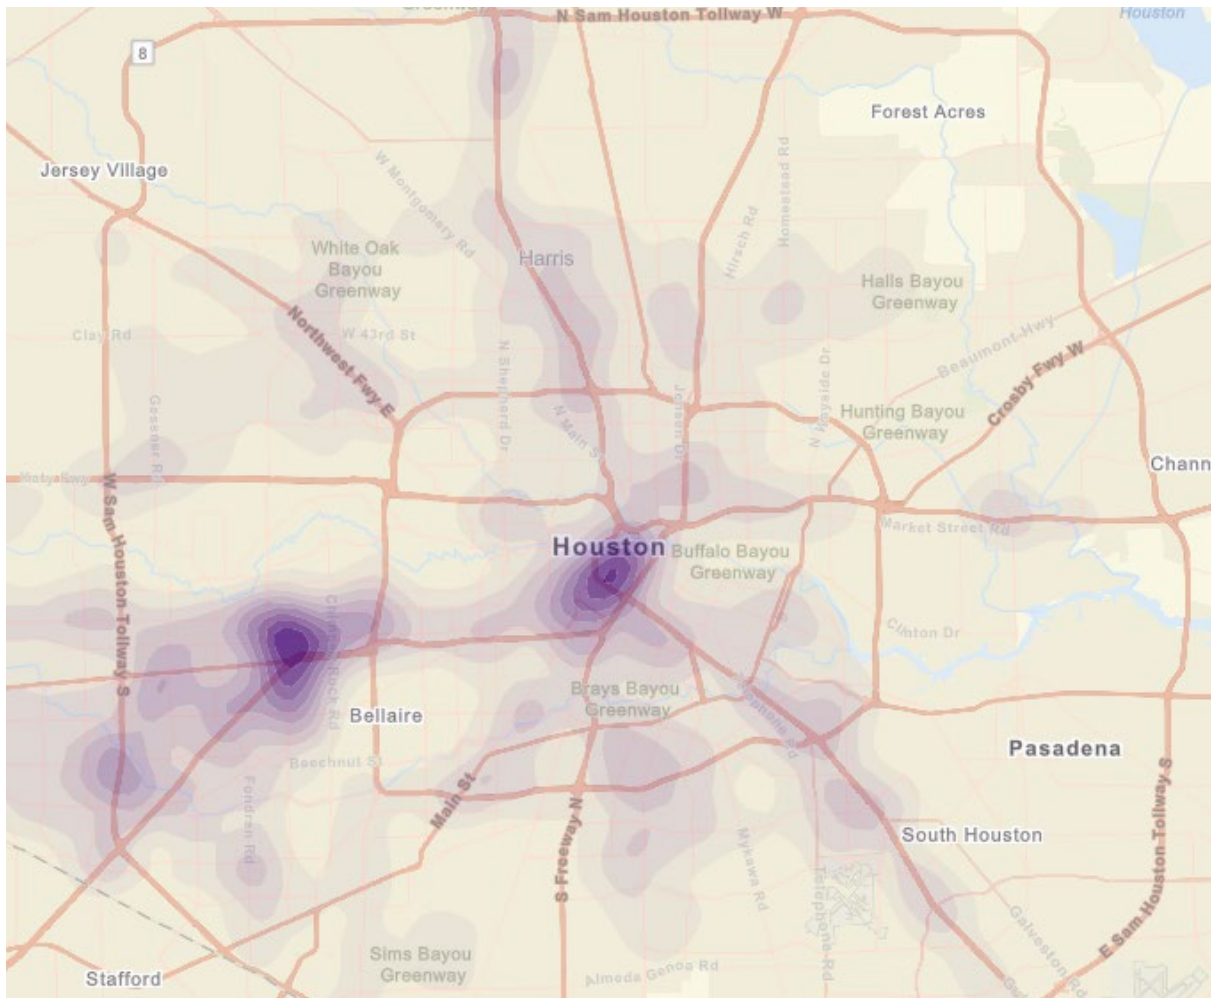 Greenway
N Sam Houston Tollway W
Houston
8
Forest Acres
Jersey Village
W Montgomery Rd
Hirsch Rd
Homestead Rd
White Oak
Bayou
Greenway
Harris
Halls Bayou
Greenway
Clay Rd
Northwest Fwy E
W 43rd St
N Shepherd Dr
Beaumont Hwy
Crosby Fwy W
Gessner Rd
N Main St
Jensen Dr
N Wayside Dr
Hunting Bayou
Greenway
Katy Fwy
Chann
W Sam Houston Tollway S
Market Street Rd
Houston
Buffalo Bayou
Greenway
Chimney Rock Rd
Clinton Dr
Brays Bayou
Greenway
Bellaire
Telephone Rd
Pasadena
Beechnut St
Fondren Rd
Main St
S Freeway N
Mykawa Rd
Telephone Rd
South Houston
E Sam Houston Tollway S
Galveston Rd
Sims Bayou
Greenway
Almeda Genoa Rd
Stafford